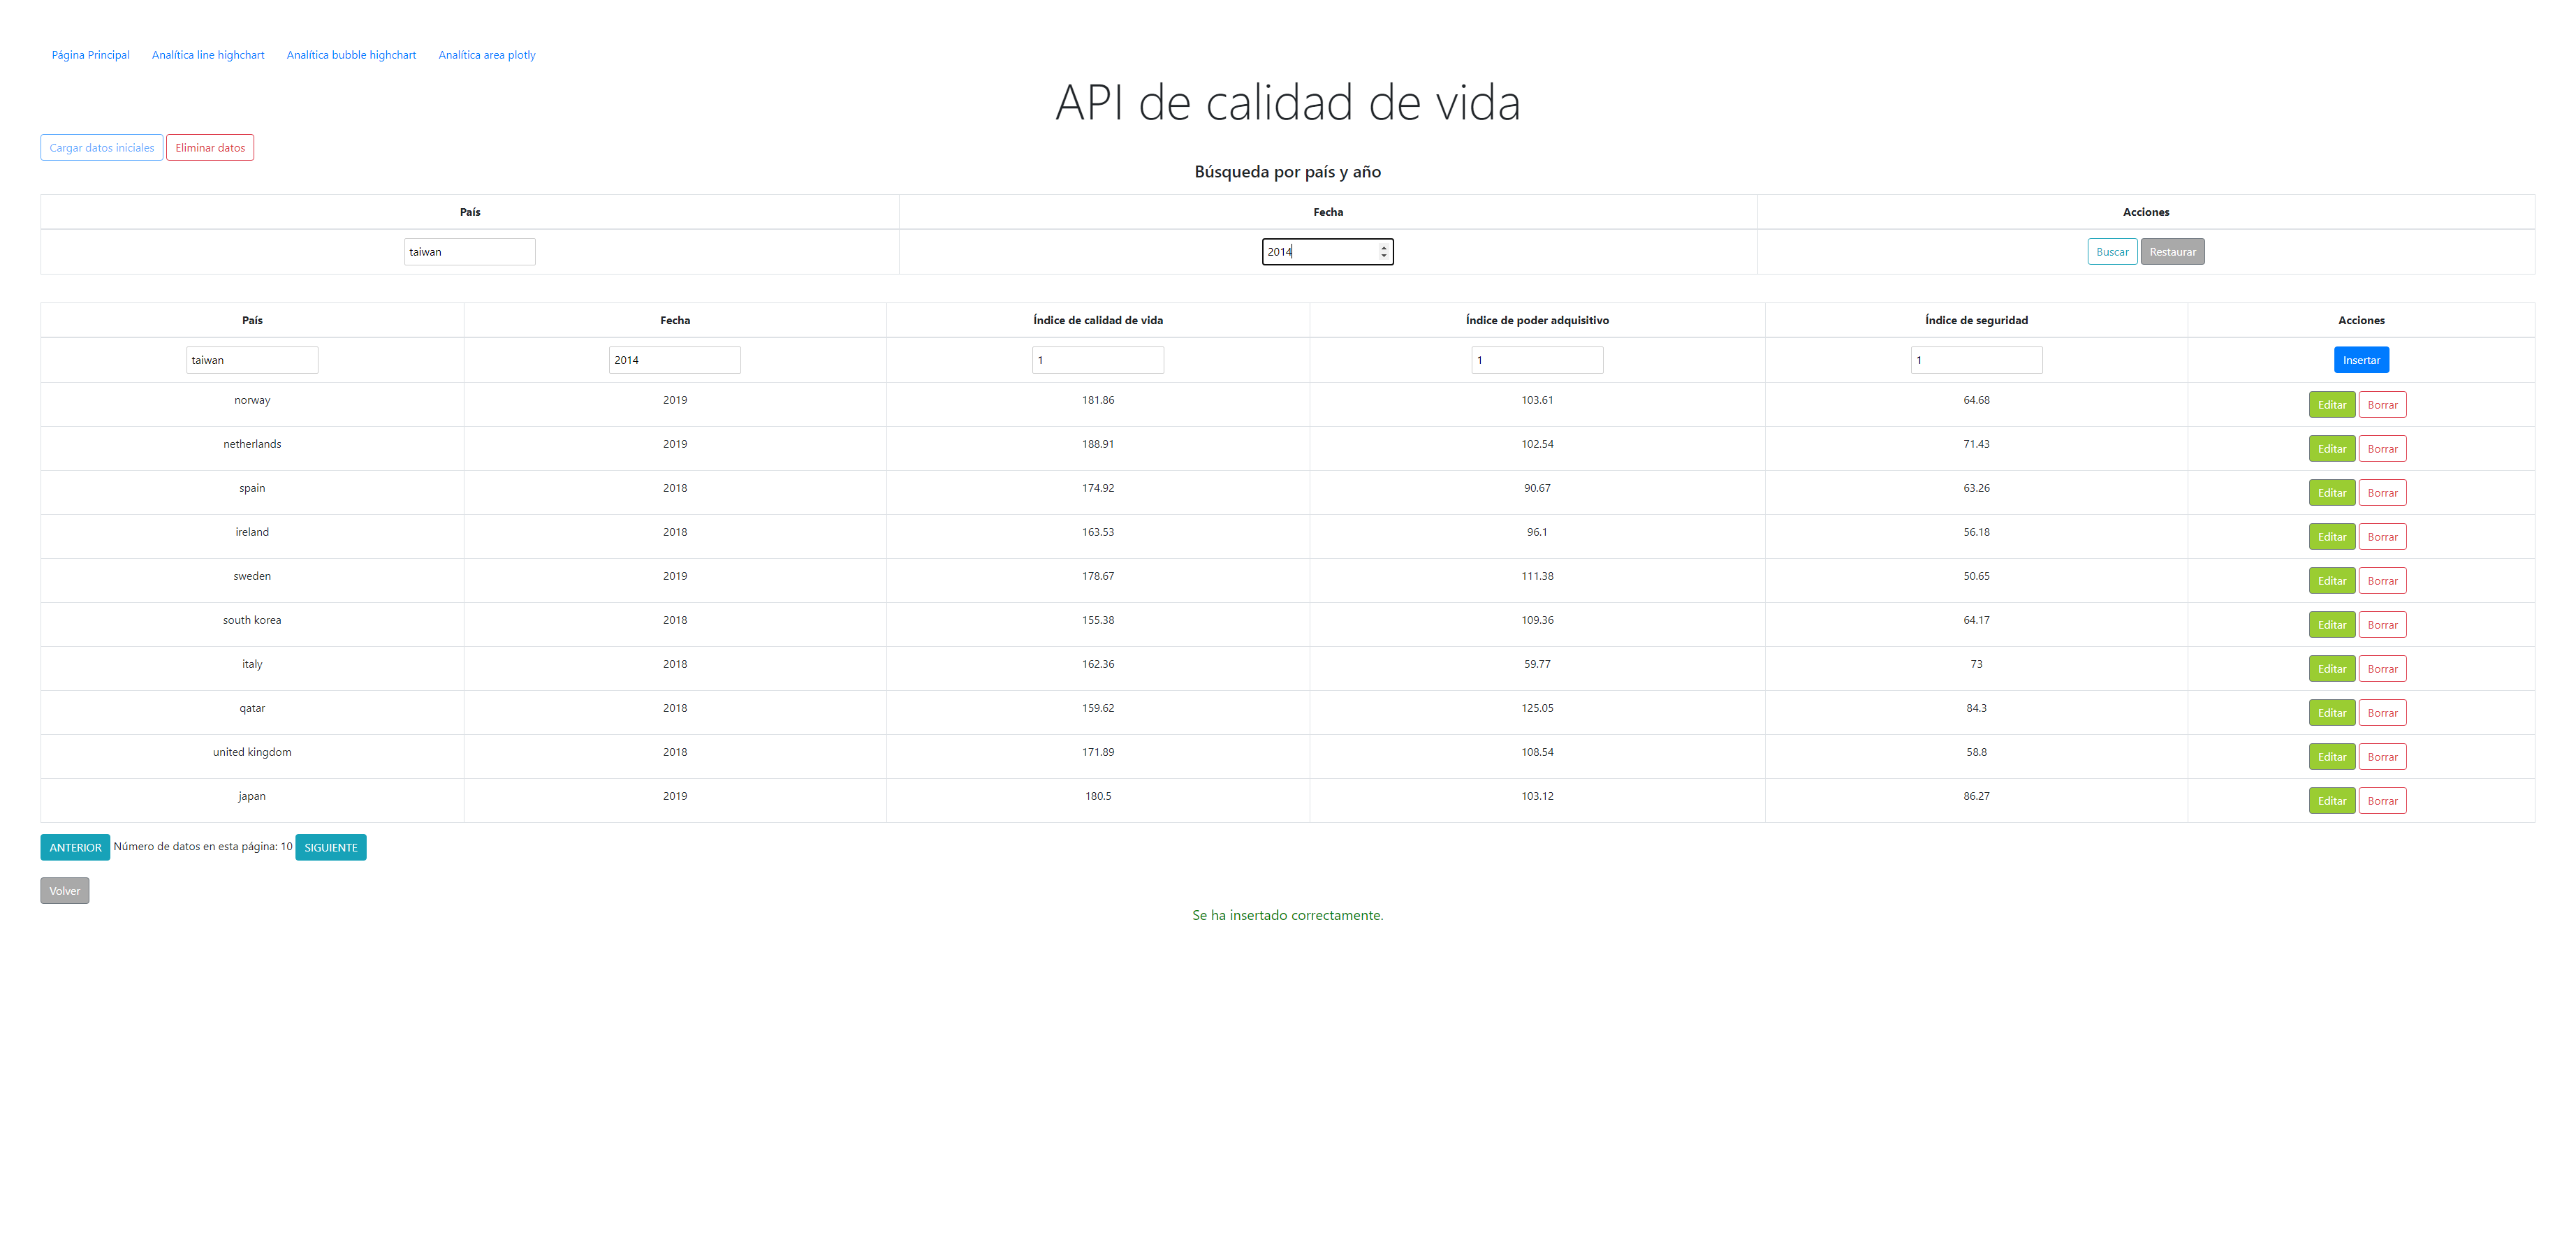 Página Principal Analítica line highchart Analítica bubble highchart Analítica area plotly
API de calidad de vida
Cargar datos iniciales Eliminar datos
Búsqueda por país y año
País Fecha Acciones
taiwan 2014 Buscar Restaurar
País Fecha Índice de calidad de vida Índice de poder adquisitivo Índice de seguridad Acciones
taiwan 2014 1 1 1 Insertar
norway 2019 181.86 103.61 64.68 Editar Borrar
netherlands 2019 188.91 102.54 71.43 Editar Borrar
spain 2018 174.92 90.67 63.26 Editar Borrar
ireland 2018 163.53 96.1 56.18 Editar Borrar
sweden 2019 178.67 111.38 50.65 Editar Borrar
south korea 2018 155.38 109.36 64.17 Editar Borrar
italy 2018 162.36 59.77 73 Editar Borrar
qatar 2018 159.62 125.05 84.3 Editar Borrar
united kingdom 2018 171.89 108.54 58.8 Editar Borrar
japan 2019 180.5 103.12 86.27 Editar Borrar
ANTERIOR Número de datos en esta página: 10 SIGUIENTE
Volver
Se ha insertado correctamente.